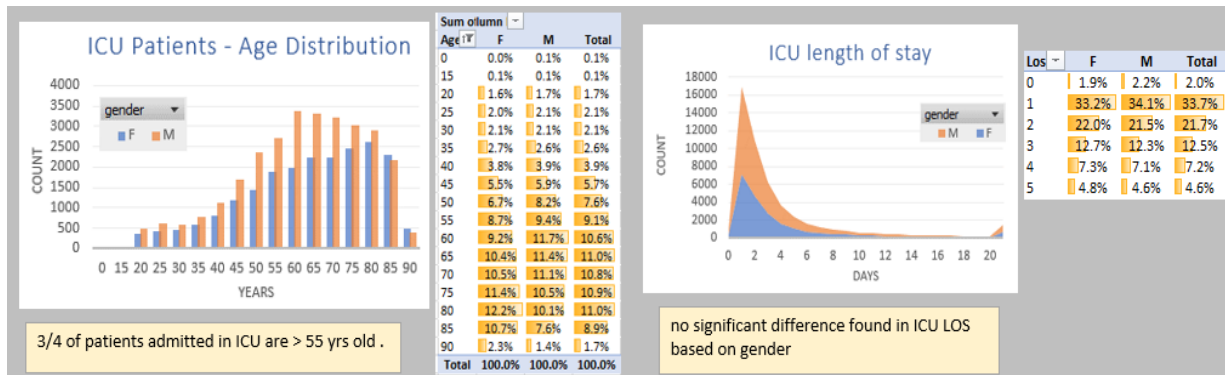 ICU Patients - Age Distribution
4000
3500
3000
2500
2000
1500
1000
500
0
COUNT
gender
F M
0 15 20 25 30 35 40 45 50 55 60 65 70 75 80 85 90
YEARS
3/4 of patients admitted in ICU are > 55 yrs old .
Sum olumn
Age F M Total
0 0.0% 0.1% 0.1%
15 0.1% 0.1% 0.1%
20 1.6% 1.7% 1.7%
25 2.0% 2.1% 2.1%
30 2.1% 2.1% 2.1%
35 2.7% 2.6% 2.6%
40 3.8% 3.9% 3.9%
45 5.5% 5.9% 5.7%
50 6.7% 8.2% 7.6%
55 8.7% 9.4% 9.1%
60 9.2% 11.7% 10.6%
65 10.4% 11.4% 11.0%
70 10.5% 11.1% 10.8%
75 11.4% 10.5% 10.9%
80 12.2% 10.1% 11.0%
85 10.7% 7.6% 8.9%
90 2.3% 1.4% 1.7%
Total 100.0% 100.0% 100.0%
ICU length of stay
18000
16000
14000
12000
10000
8000
6000
4000
2000
0
COUNT
gender
M F
0 2 4 6 8 10 12 14 16 18 20
DAYS
no significant difference found in ICU LOS
based on gender
Los F M Total
0 1.9% 2.2% 2.0%
1 33.2% 34.1% 33.7%
2 22.0% 21.5% 21.7%
3 12.7% 12.3% 12.5%
4 7.3% 7.1% 7.2%
5 4.8% 4.6% 4.6%